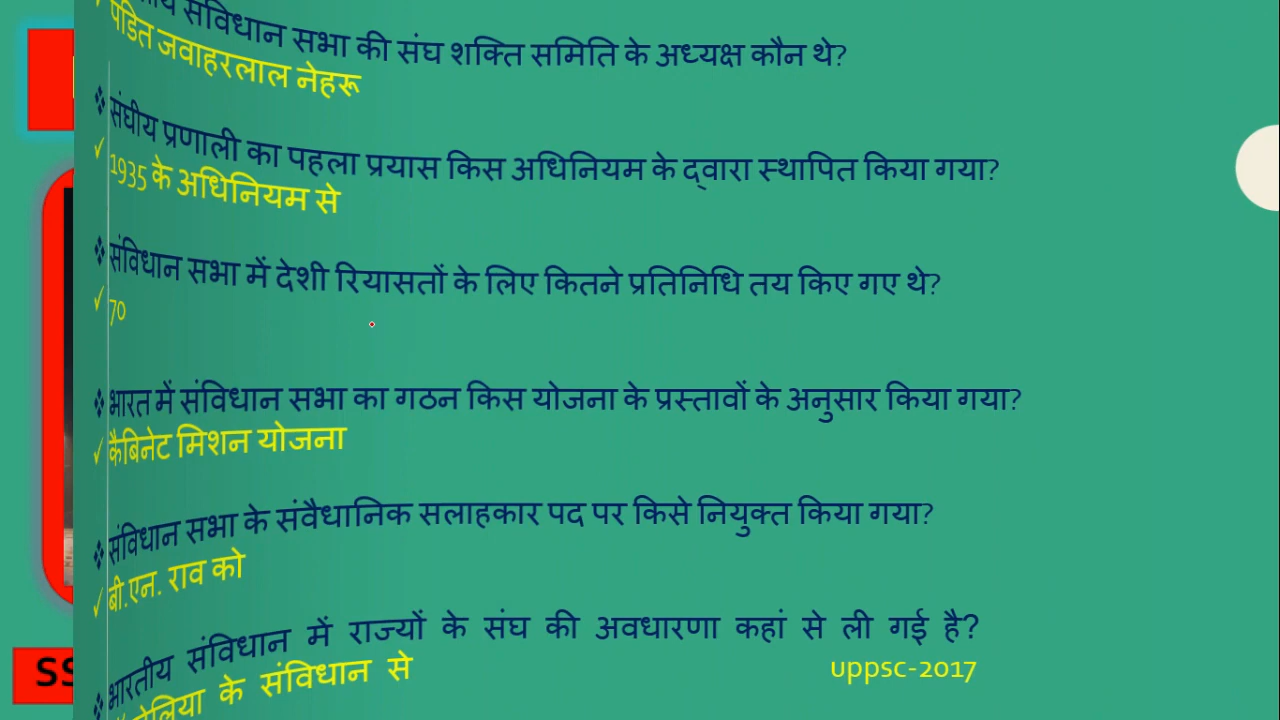 संविधान सभा की संघ शक्ति समिति के अध्यक्ष कौन थे?
पंडित जवाहरलाल नेहरू
संघीय प्रणाली का पहला प्रयास किस अधिनियम के द्वारा स्थापित किया गया?
1935 के अधिनियम से
संविधान सभा में देशी रियासतों के लिए कितने प्रतिनिधि तय किए गए थे?
70
भारत में संविधान सभा का गठन किस योजना के प्रस्तावों के अनुसार किया गया?
कैबिनेट मिशन योजना
संविधान सभा के संवैधानिक सलाहकार पद पर किसे नियुक्त किया गया?
बी.एन. राव को
भारतीय संविधान में राज्यों के संघ की अवधारणा कहां से ली गई है?
के संविधान से uppsc-2017